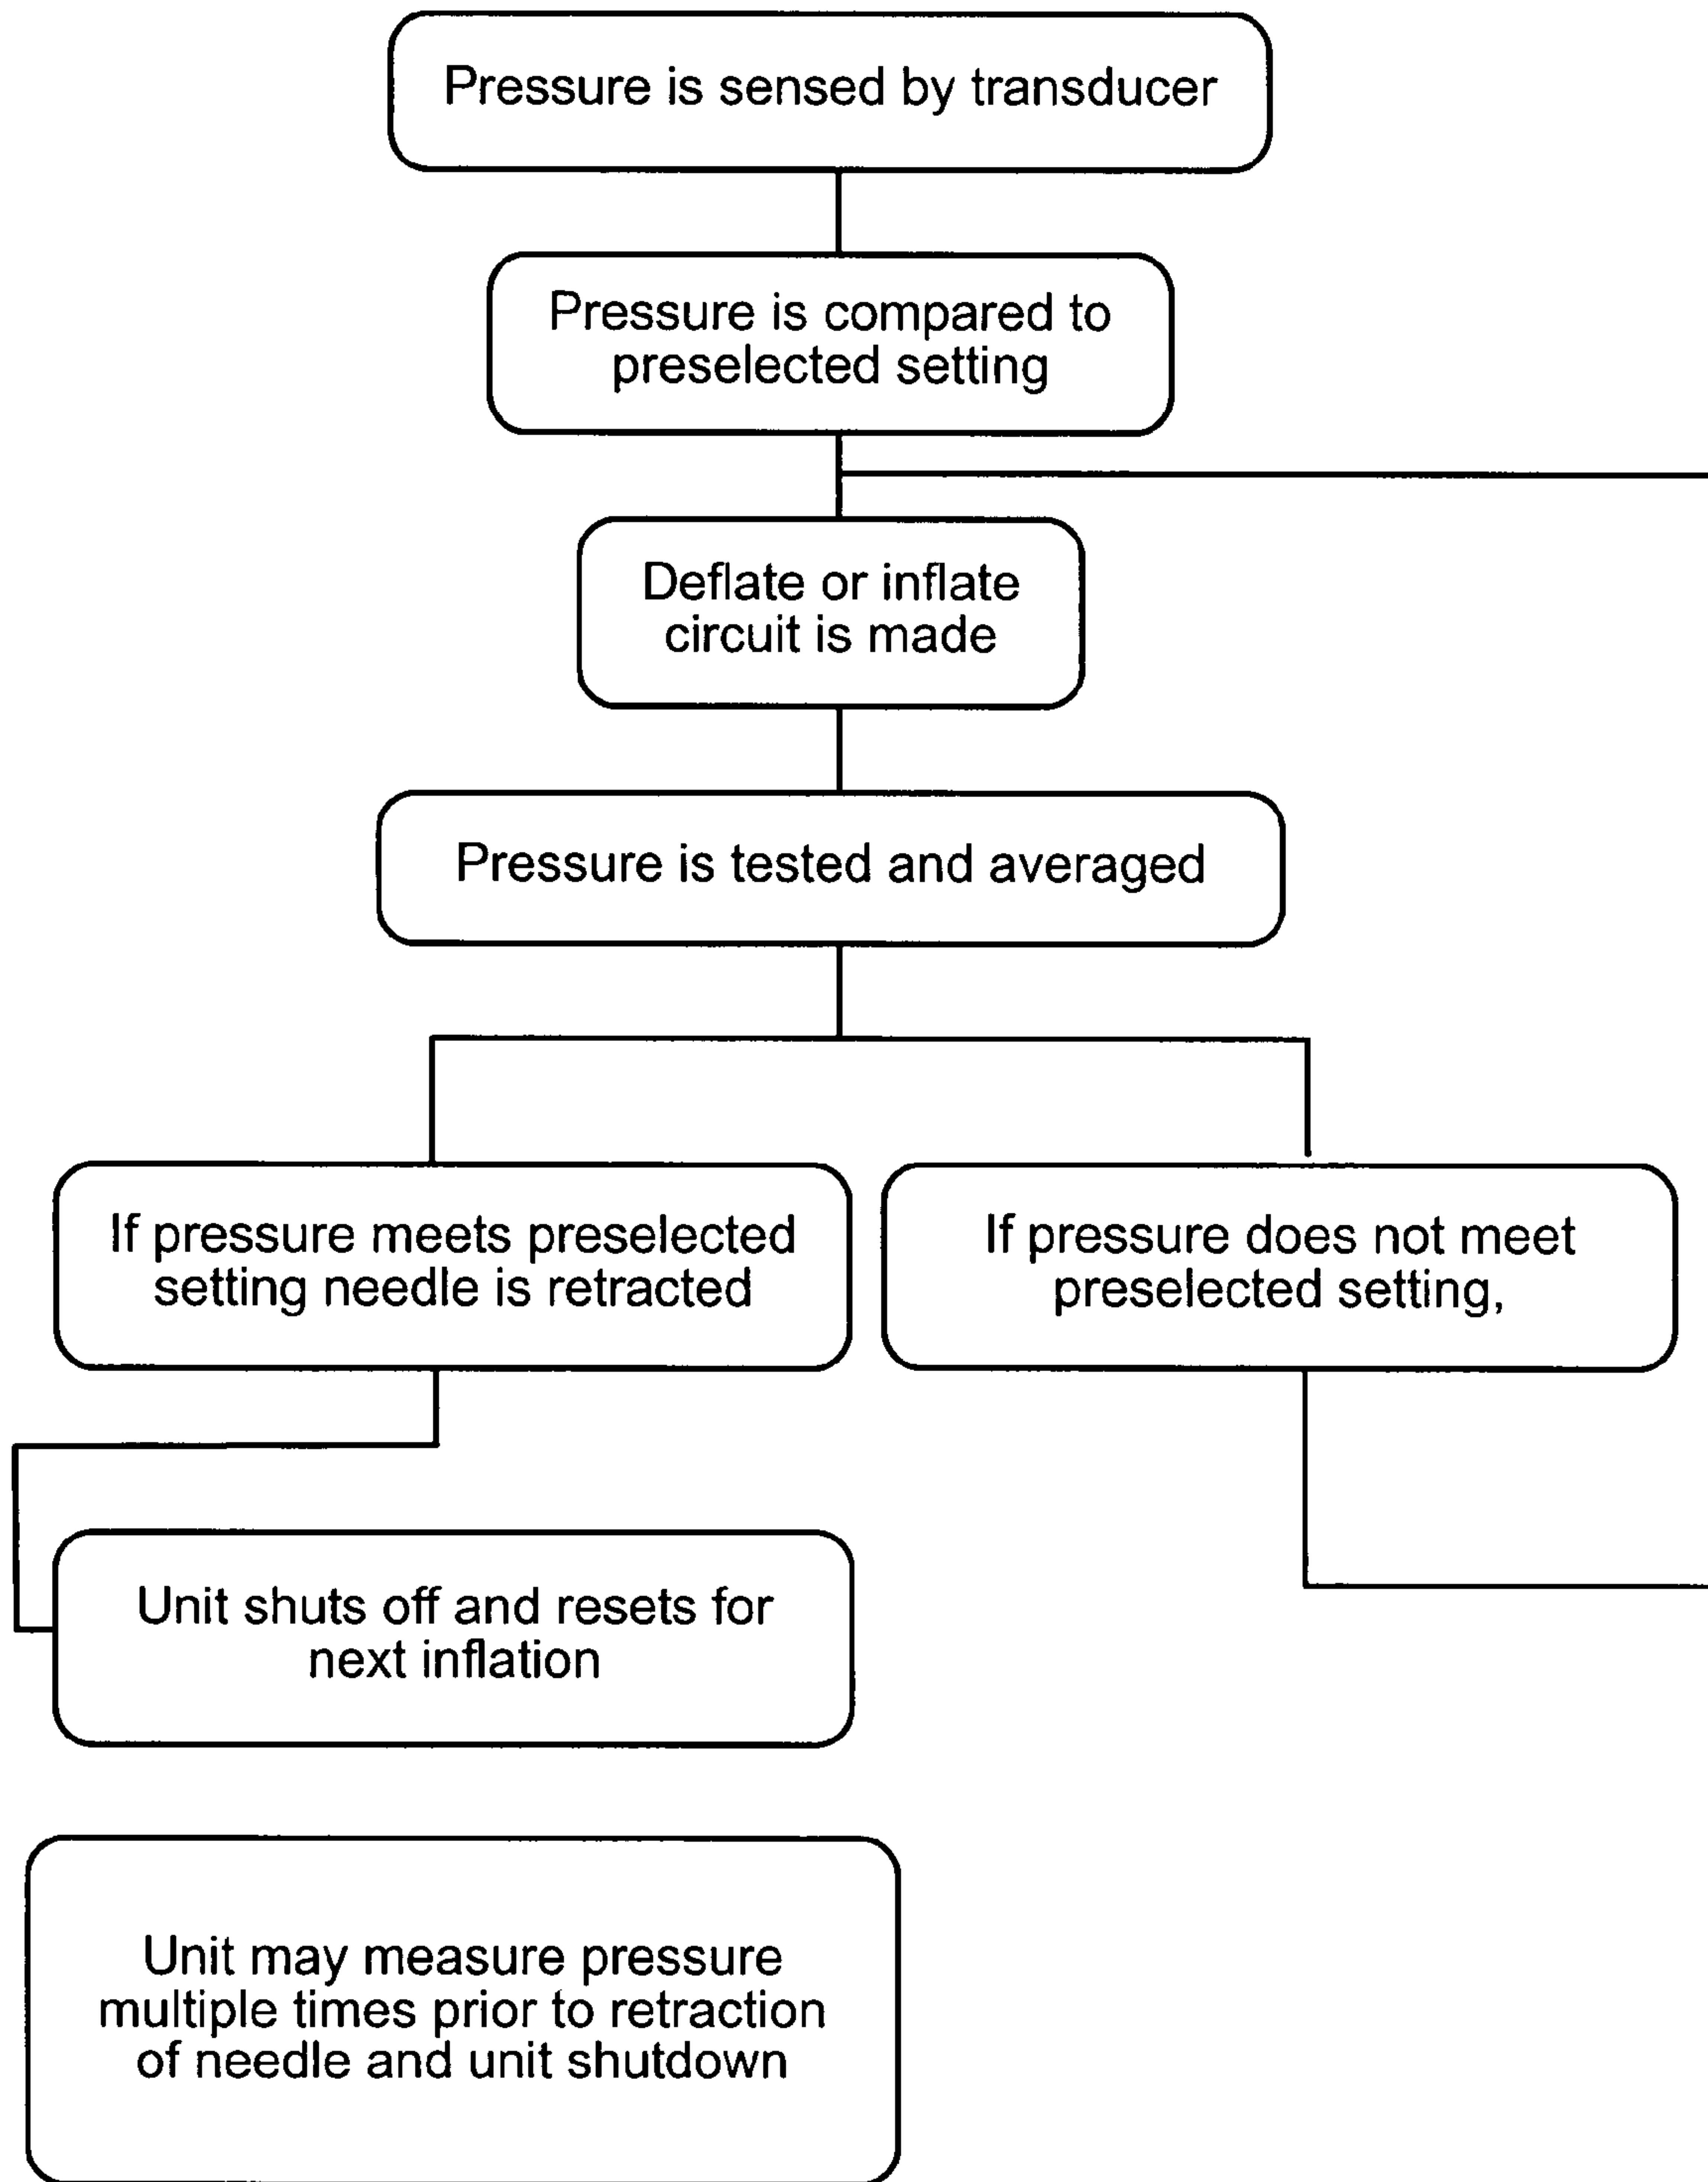 Pressure is sensed by transducer
Pressure is compared to
preselected setting
Deflate or inflate
circuit is made
Pressure is tested and averaged
If pressure meets preselected
setting needle is retracted
If pressure does not meet
preselected setting,
Unit shuts off and resets for
next inflation
Unit may measure pressure
multiple times prior to retraction
of needle and unit shutdown